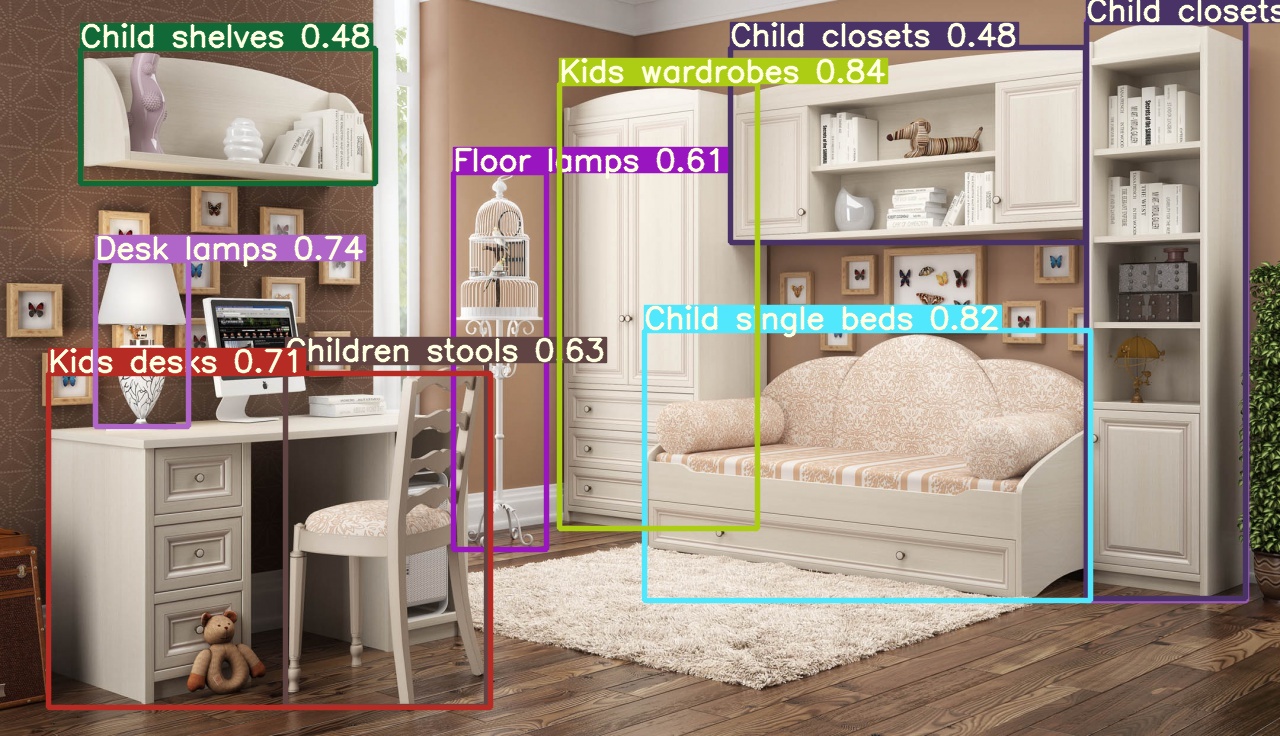 Child closets
Child shelves 0.48
Child closets 0.48
Kids wardrobes 0.84
Floor lamps 0.61
Desk lamps 0.74
Child single beds 0.82
Children stools 0.63
Kids desks 0.71